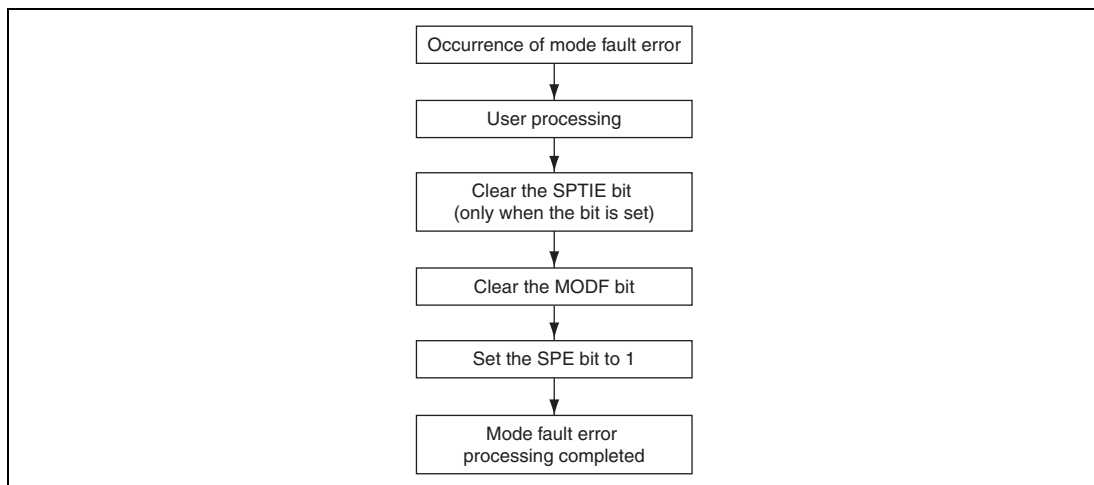 Occurrence of mode fault error
User processing
Clear the SPTIE bit
(only when the bit is set)
Clear the MODF bit
Set the SPE bit to 1
Mode fault error
processing completed